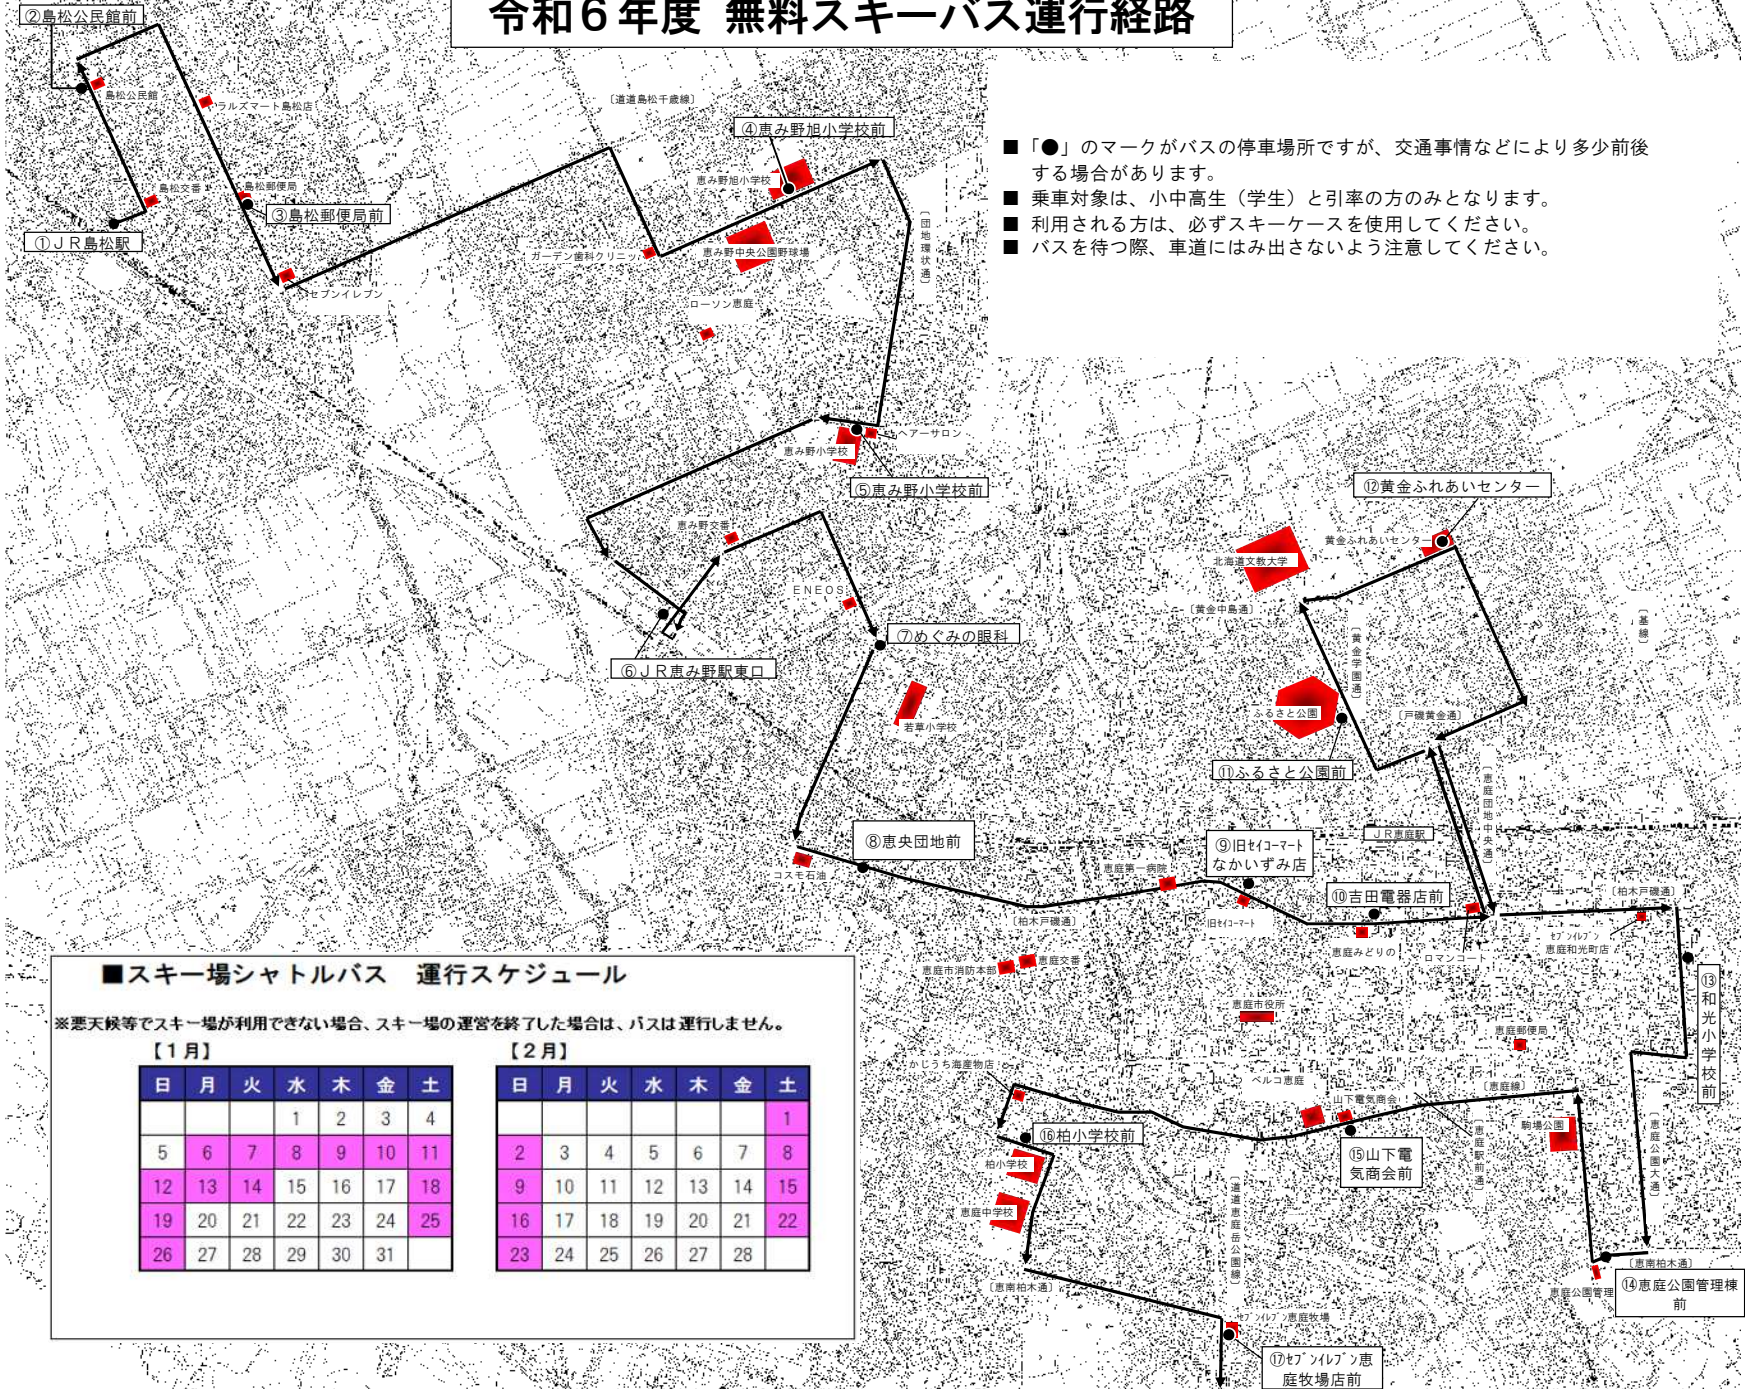 令和６年度 無料スキーバス運行経路
②島松公民館前
島松公民館
ラルズマート島松店
〔道道島松千歳線〕
④恵み野旭小学校前
恵み野旭小学校
島松交番
島松郵便局
③島松郵便局前
①ＪＲ島松駅
セブンイレブン
ガーデン歯科クリニッ
恵み野中央公園野球場
〔団地環状通〕
ローソン恵庭
■ 「●」のマークがバスの停車場所ですが、交通事情などにより多少前後
する場合があります。
■ 乗車対象は、小中高生（学生）と引率の方のみとなります。
■ 利用される方は、必ずスキーケースを使用してください。
■ バスを待つ際、車道にはみ出さないよう注意してください。
ヘアーサロン
恵み野小学校
⑤恵み野小学校前
恵み野交番
ＥＮＥＯＳ
⑦めぐみの眼科
⑥ＪＲ恵み野駅東口
若草小学校
⑫黄金ふれあいセンター
黄金ふれあいセンター
北海道文教大学
〔黄金中島通〕
〔黄金学園通〕
〔基線〕
ふるさと公園
〔戸磯黄金通〕
⑪ふるさと公園前
〔恵庭団地中央通〕
ＪＲ恵庭駅
⑧恵央団地前
コスモ石油
恵庭第一病院
⑨旧ｾｲｺｰﾏｰﾄ
なかいずみ店
旧ｾｲｺｰﾏｰﾄ
⑩吉田電器店前
〔柏木戸磯通〕
〔柏木戸磯通〕
恵庭みどりの
ロマンコート
ｾﾌﾞﾝｲﾚﾌﾞﾝ
恵庭和光町店
恵庭市消防本部
恵庭交番
⑬和光小学校前
恵庭市役所
恵庭郵便局
かじうち海産物店
ベルコ恵庭
山下電気商会
〔恵庭線〕
〔恵庭駅前通〕
駒場公園
〔恵庭公園大通〕
⑯柏小学校前
⑮山下電
気商会前
柏小学校
恵庭中学校
〔道道恵庭岳公園線〕
〔恵南柏木通〕
〔恵南柏木通〕
恵庭公園管理
⑭恵庭公園管理棟
前
ﾌﾞﾝｲﾚﾌﾞﾝ恵庭牧場
⑰ｾﾌﾞﾝｲﾚﾌﾞﾝ恵
庭牧場店前
■スキー場シャトルバス　運行スケジュール
※悪天候等でスキー場が利用できない場合、スキー場の運営を終了した場合は、バスは運行しません。
【１月】
日 月 火 水 木 金 土
1 2 3 4
5 6 7 8 9 10 11
12 13 14 15 16 17 18
19 20 21 22 23 24 25
26 27 28 29 30 31
【２月】
日 月 火 水 木 金 土
1
2 3 4 5 6 7 8
9 10 11 12 13 14 15
16 17 18 19 20 21 22
23 24 25 26 27 28